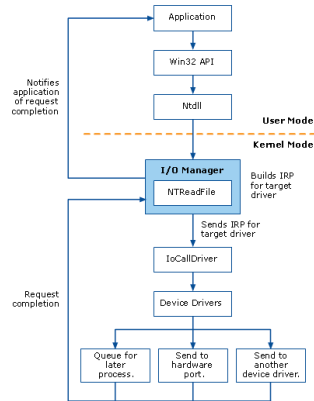 Application
Win32 API
Notifies
application
of request
completion
Ntdll
User Mode
Kernel Mode
I/O Manager
NTReadFile
Builds IRP
for target
driver
Sends IRP for
target driver
IoCallDriver
Request
completion
Device Drivers
Queue for
later
process.
Send to
hardware
port.
Send to
another
device driver.